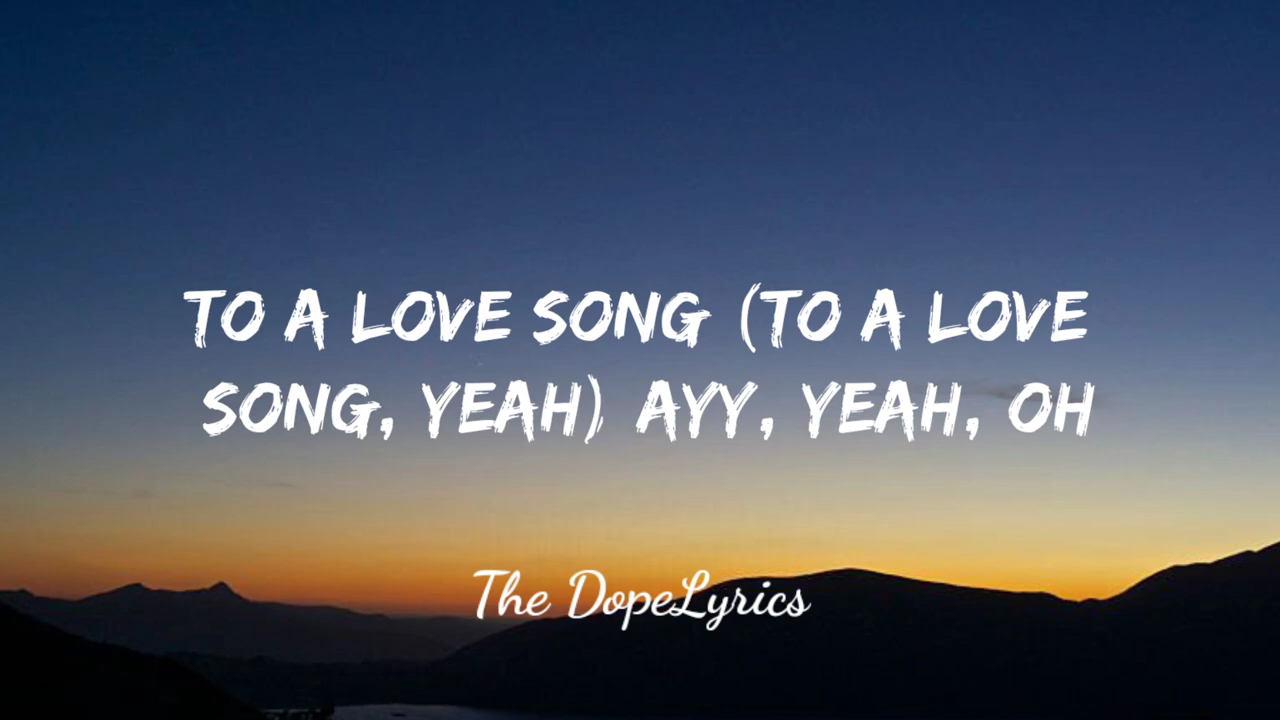 TO A LOVE SONG (TO A LOVE
SONG, YEAH) AYY, YEAH, OH
The DopeLyrics